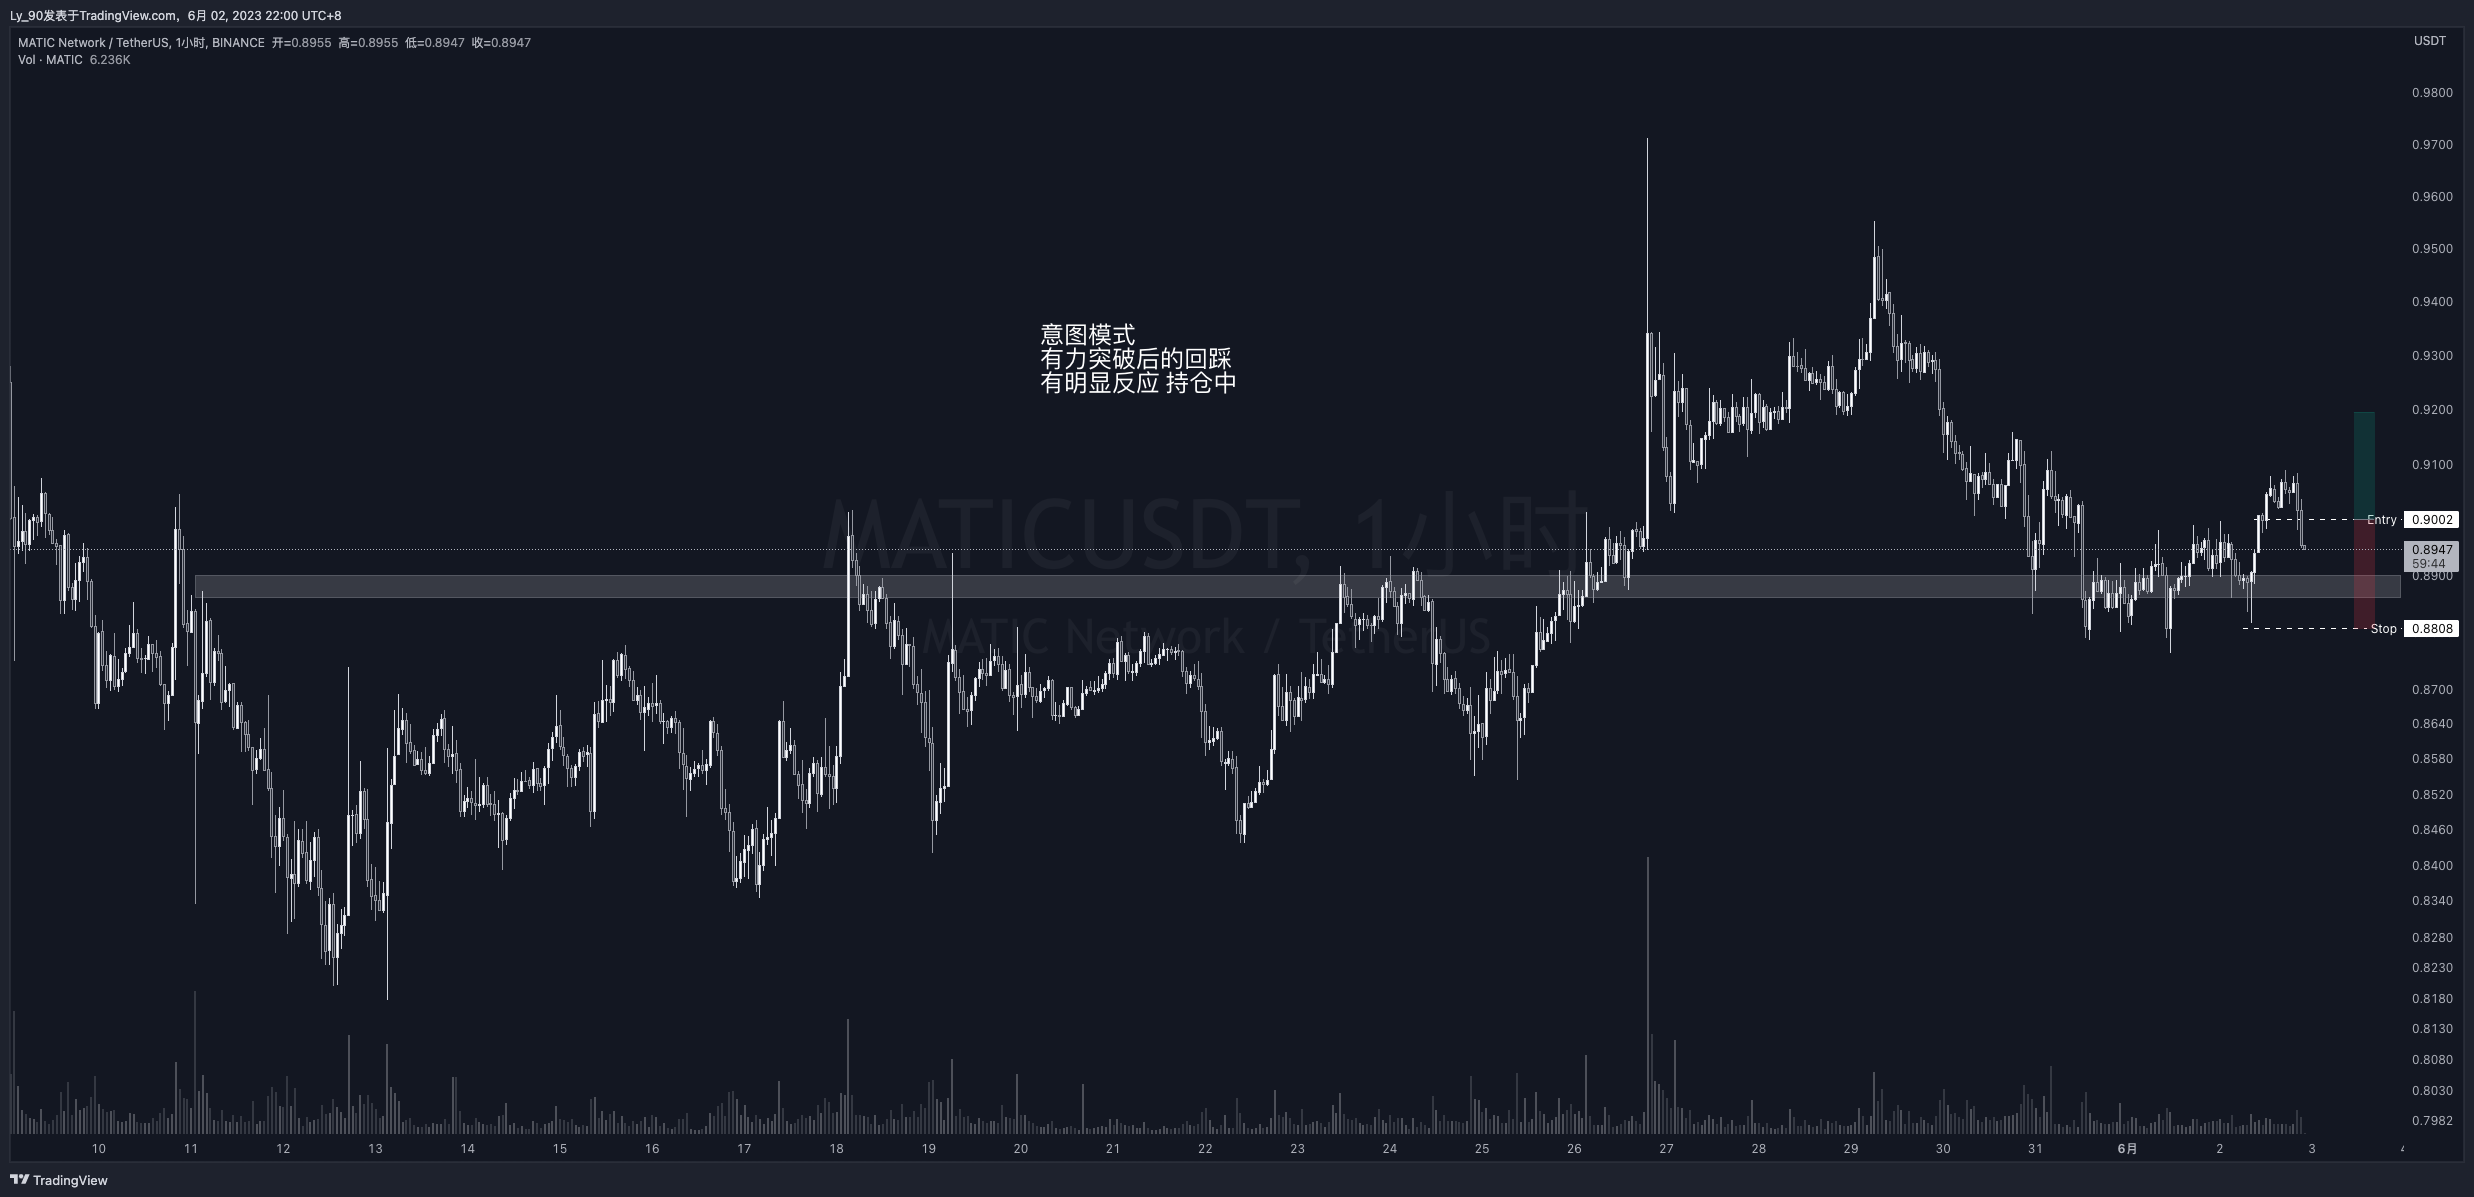 Ly_90发表于TradingView.com, 6月 02, 2023 22:00 UTC+8
MATIC Network / TetherUS, 1小时, BINANCE 开=0.8955 高=0.8955 低=0.8947 收=0.8947
Vol · MATIC 6.236K
USDT
0.9800
0.9700
0.9600
0.9500
0.9400
意图模式
有力突破后的回踩
有明显反应 持仓中
0.9300
0.9200
0.9100
MATICUSDT, 1小时
MATIC Network / TetherUS
Entry 0.9002
0.8947
59:44
0.8900
Stop 0.8808
0.8700
0.8640
0.8580
0.8520
0.8460
0.8400
0.8340
0.8280
0.8230
0.8180
0.8130
0.8080
0.8030
0.7982
10 11 12 13 14 15 16 17 18 19 20 21 22 23 24 25 26 27 28 29 30 31 6月 2 3 4
TradingView